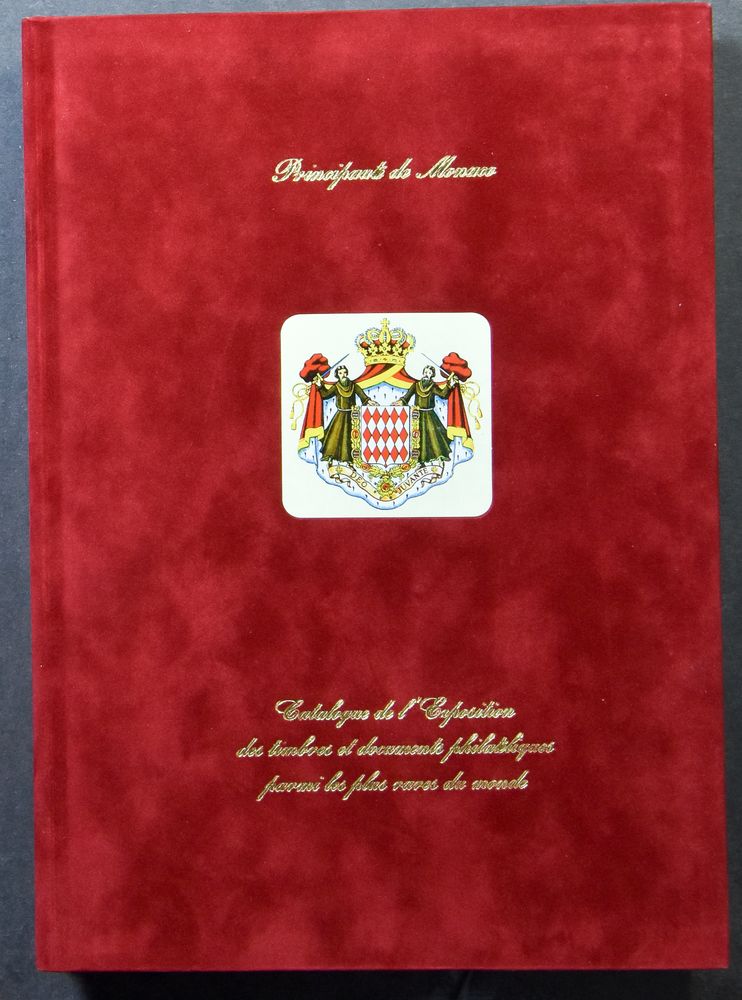 Principauté de Monaco
DEO JUVANTE
Catalogue de l'Exposition
des timbres et documents philatéliques
parmi les plus rares du monde